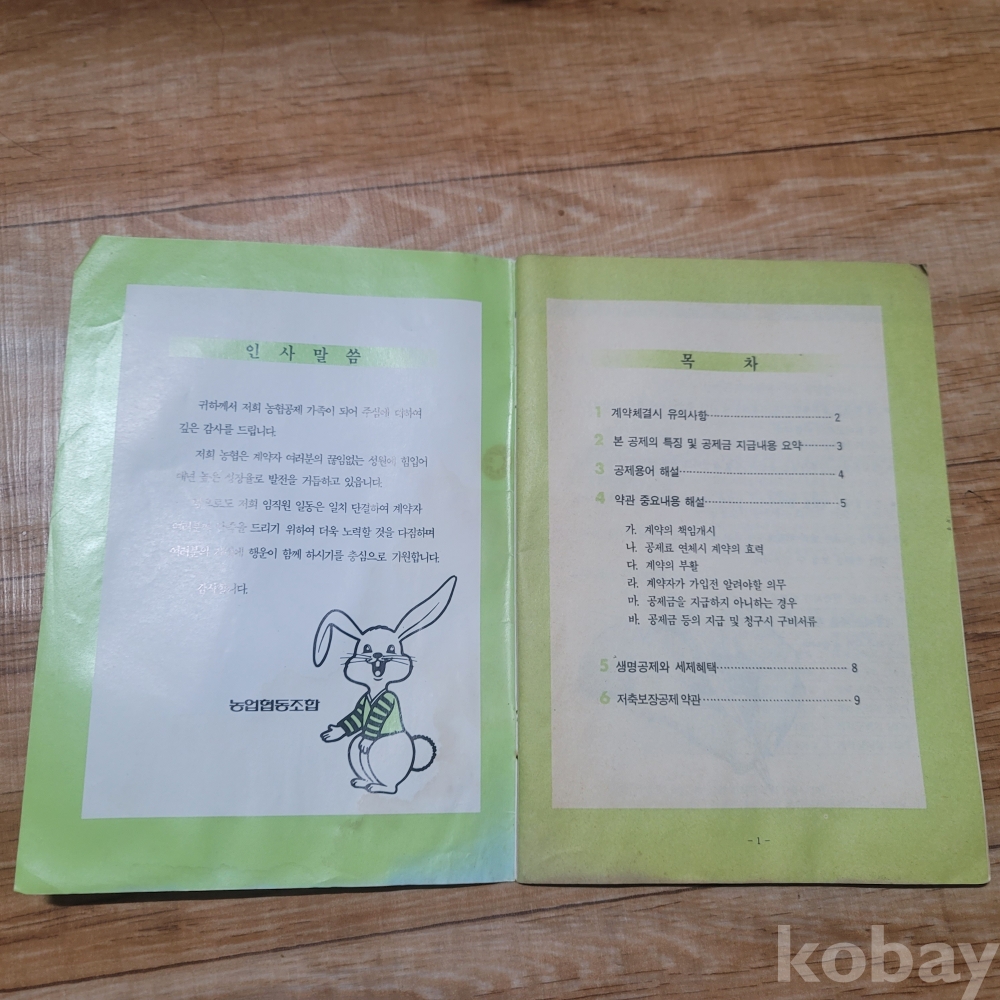 인 사 말 씀
귀하께서 저희 농협공제 가족이 되어 주심에 대하여
깊은 감사를 드립니다.
저희 농협은 계약자 여러분의 끊임없는 성원에 힘입어
매년 높은 성장율로 발전을 거듭하고 있읍니다.
저희 임직원 일동은 일치 단결하여 계약자
드리기 위하여 더욱 노력할 것을 다짐하며
행운이 함께 하시기를 충심으로 기원합니다.
감사합니다.
농업협동조합
목 차
1 계약체결시 유의사항 2
2 본 공제의 특징 및 공제금 지급내용 요약 3
3 공제용어 해설 4
4 약관 중요내용 해설 5
가. 계약의 책임개시
나. 공제료 연체시 계약의 효력
다. 계약의 부활
라. 계약자가 가입전 알려야할 의무
마. 공제금을 지급하지 아니하는 경우
바. 공제금 등의 지급 및 청구시 구비서류
5 생명공제와 세제혜택 8
6 저축보장공제 약관 9
- 1 -
kobay